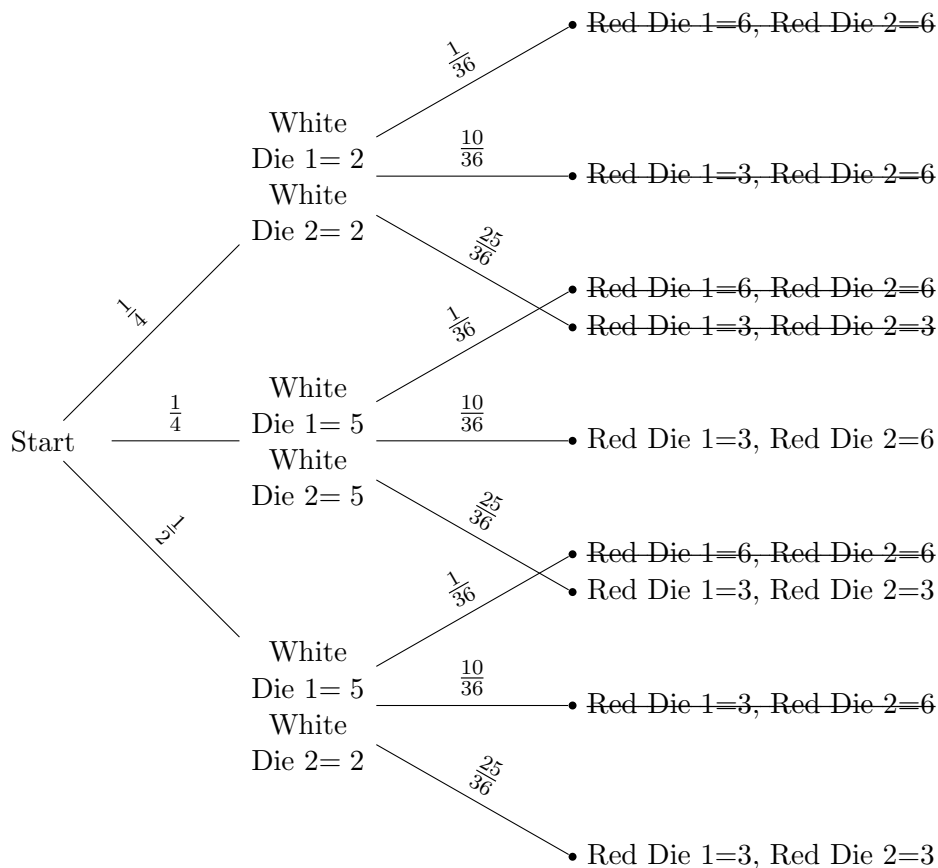 1/36
Red Die 1=6, Red Die 2=6
White
Die 1= 2
White
Die 2= 2
10/36
Red Die 1=3, Red Die 2=6
25/36
Red Die 1=3, Red Die 2=3
1/4
Start
1/4
1/36
Red Die 1=6, Red Die 2=6
White
Die 1= 5
White
Die 2= 5
10/36
Red Die 1=3, Red Die 2=6
25/36
Red Die 1=3, Red Die 2=3
1/2
1/36
Red Die 1=6, Red Die 2=6
White
Die 1= 5
White
Die 2= 2
10/36
Red Die 1=3, Red Die 2=6
25/36
Red Die 1=3, Red Die 2=3